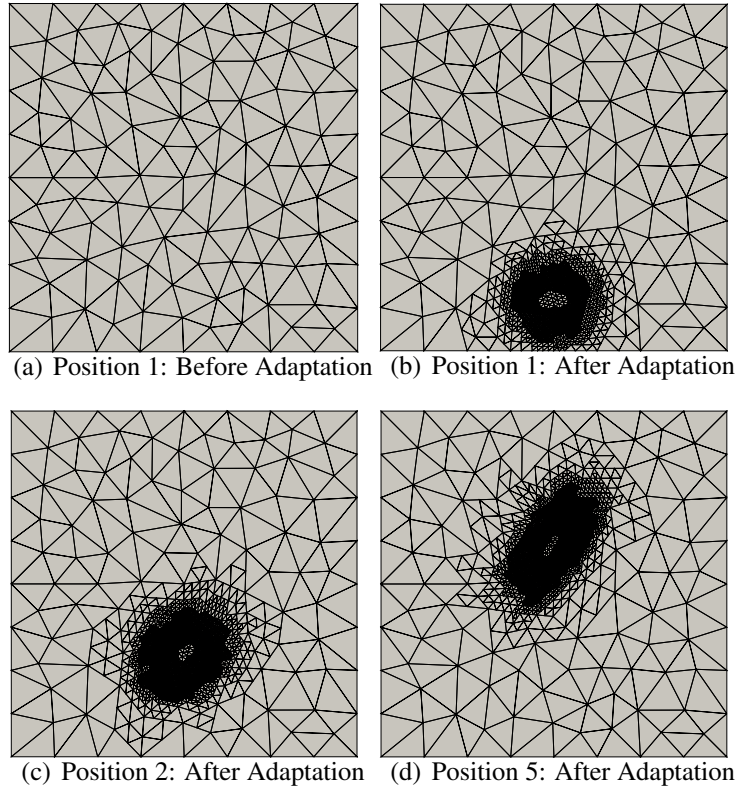 (a) Position 1: Before Adaptation
(b) Position 1: After Adaptation
(c) Position 2: After Adaptation
(d) Position 5: After Adaptation